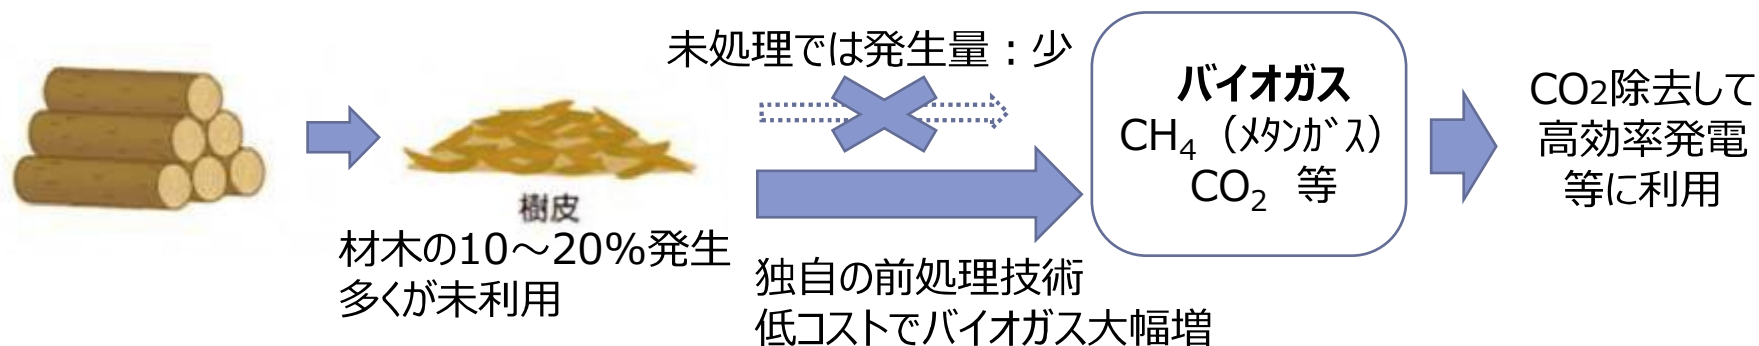 樹皮
材木の10～20%発生
多くが未利用
未処理では発生量：少
独自の前処理技術
低コストでバイオガス大幅増
バイオガス
CH₄（ﾒﾀﾝｶﾞｽ）
CO₂ 等
CO2除去して
高効率発電
等に利用